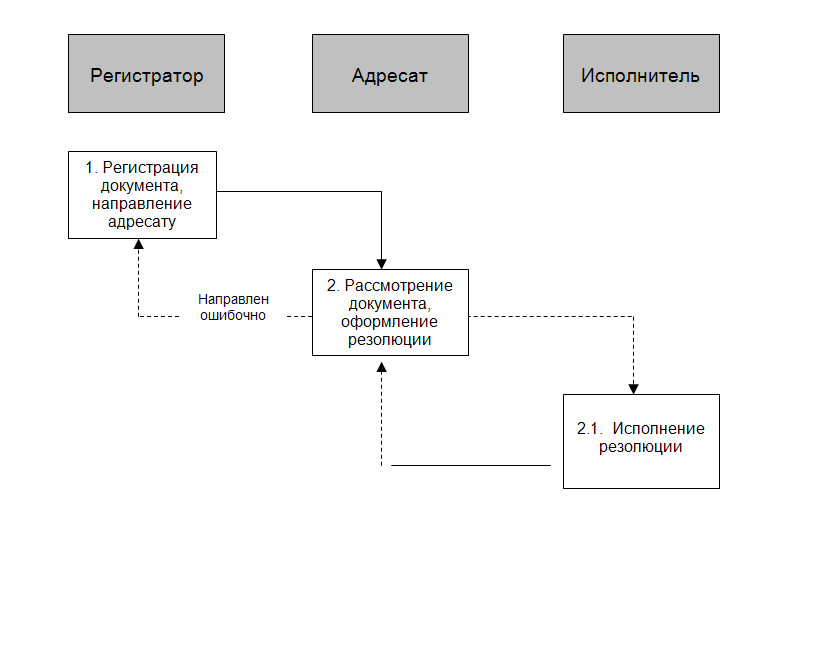 Регистратор
Адресат
Исполнитель
1. Регистрация
документа,
направление
адресату
Направлен
ошибочно
2. Рассмотрение
документа,
оформление
резолюции
2.1. Исполнение
резолюции